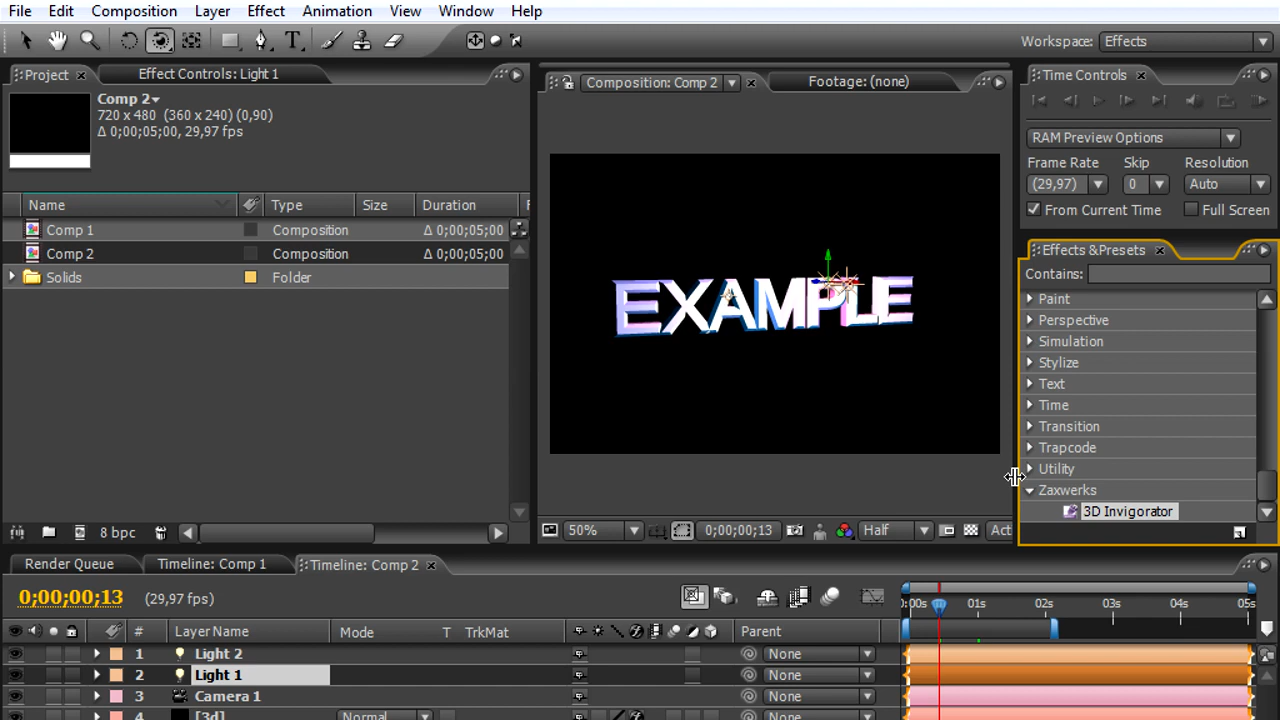 File Edit Composition Layer Effect Animation View Window Help
Workspace: Effects
Project Effect Controls: Light 1
Comp 2
720 x 480 (360 x 240) (0,90)
Δ 0;00;05;00, 29,97 fps
Name Type Size Duration
Comp 1 Composition Δ 0;00;05;00
Comp 2 Composition Δ 0;00;05;00
Solids Folder
8 bpc
Composition: Comp 2 Footage: (none)
EXAMPLE
50% 0;00;00;13 Half Act
Time Controls
RAM Preview Options
Frame Rate Skip Resolution
(29,97) 0 Auto
From Current Time Full Screen
Effects & Presets
Contains:
Paint
Perspective
Simulation
Stylize
Text
Time
Transition
Trapcode
Utility
Zaxwerks
3D Invigorator
Render Queue Timeline: Comp 1 Timeline: Comp 2
0;00;00;13 (29,97 fps)
0:00s 01s 02s 03s 04s 05s
# Layer Name Mode T TrkMat Parent
1 Light 2 None
2 Light 1 None
3 Camera 1 None
4 [3d] Normal None